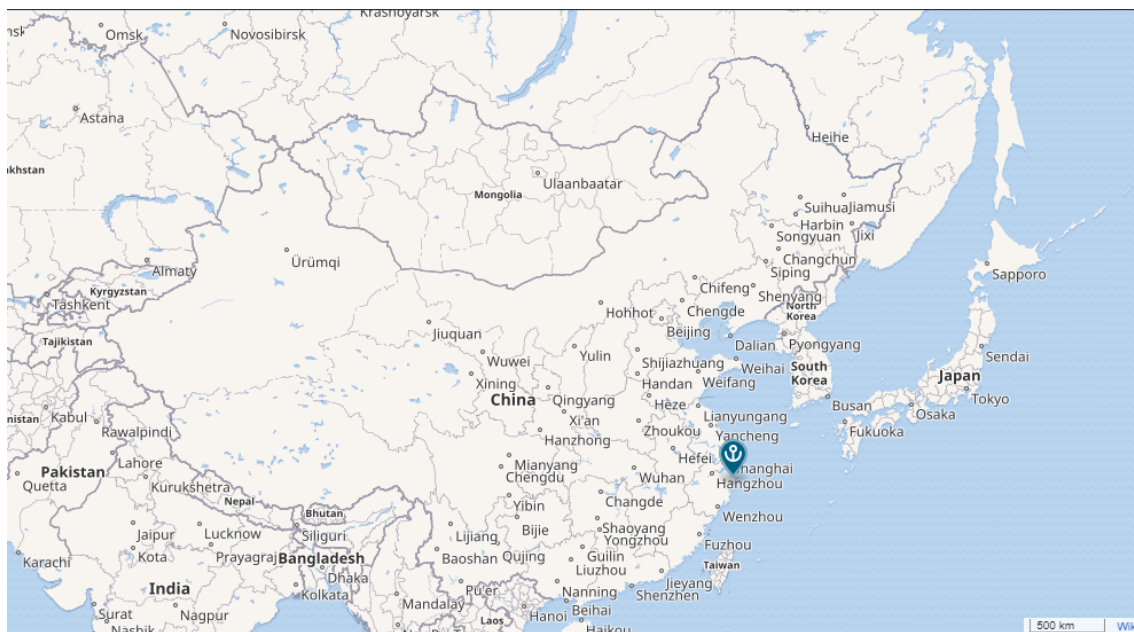 Omsk
Novosibirsk
Krasnoyarsk
Astana
Heihe
Ulaanbaatar
Mongolia
Suihua
Jiamusi
Harbin
Songyuan
Jixi
Ürümqi
Changchun
Almaty
Siping
Sapporo
Kyrgyzstan
Chifeng
Shenyang
Tashkent
North
Korea
Hohhot
Chengde
Jiuquan
Beijing
Tajikistan
Dalian
Pyongyang
Wuwei
Yulin
Shijiazhuang
Weihai
South
Korea
Sendai
Xining
Handan
Weifang
Japan
China
Qingyang
Heze
Tokyo
Kabul
Xi'an
Lianyungang
Busan
Osaka
Rawalpindi
Hanzhong
Zhoukou
Yancheng
Fukuoka
Lahore
Hefei
Pakistan
Mianyang
Quetta
Chengdu
Wuhan
Hangzhou
Kurukshetra
Nepal
Yibin
Changde
Bhutan
Wenzhou
Jaipur
Lucknow
Siliguri
Lijiang
Bijie
Shaoyang
Yongzhou
Kota
Prayagraj
Bangladesh
Baoshan
Qujing
Guilin
Fuzhou
Karachi
Liuzhou
Taiwan
India
Dhaka
Jieyang
Kolkata
Pu'er
Nanning
Shenzhen
Surat
Nagpur
Mandalay
Hanoi
Beihai
Laos
Nashik
Haikou
500 km
Wik